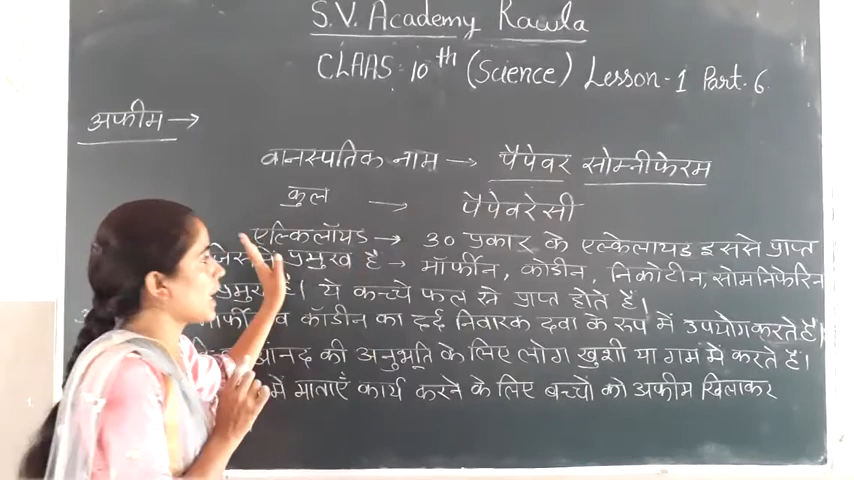 S.V. Academy Rawla
CLAAS: 10th (Science) Lesson-1 Part. 6
अफीम →
वानस्पतिक नाम → पैपेवर सोम्नीफेरम
कुल → पैपेवरेसी
एल्किलॉयड → 30 प्रकार के एल्केलायड इससे प्राप्त
प्रमुख है → मॉर्फीन, कोडीन, निकोटीन, सोमनिफेरिन
है। ये कच्चे फल से प्राप्त होते हैं।
व कॉडीन का दर्द निवारक दवा के रूप में उपयोग करते हैं।
आंनद की अनुभूति के लिए लोग खुशी या गम में करते है।
में माताएँ कार्य करने के लिए बच्चों को अफीम खिलाकर